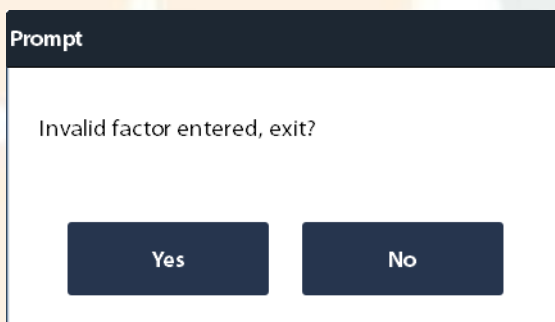 Prompt
Invalid factor entered, exit?
Yes No